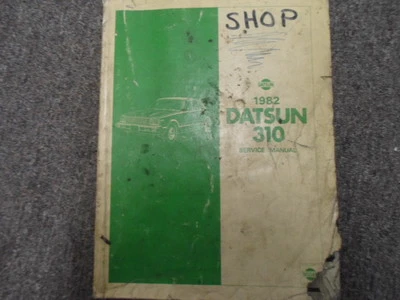 SHOP
1982
DATSUN
310
SERVICE MANUAL